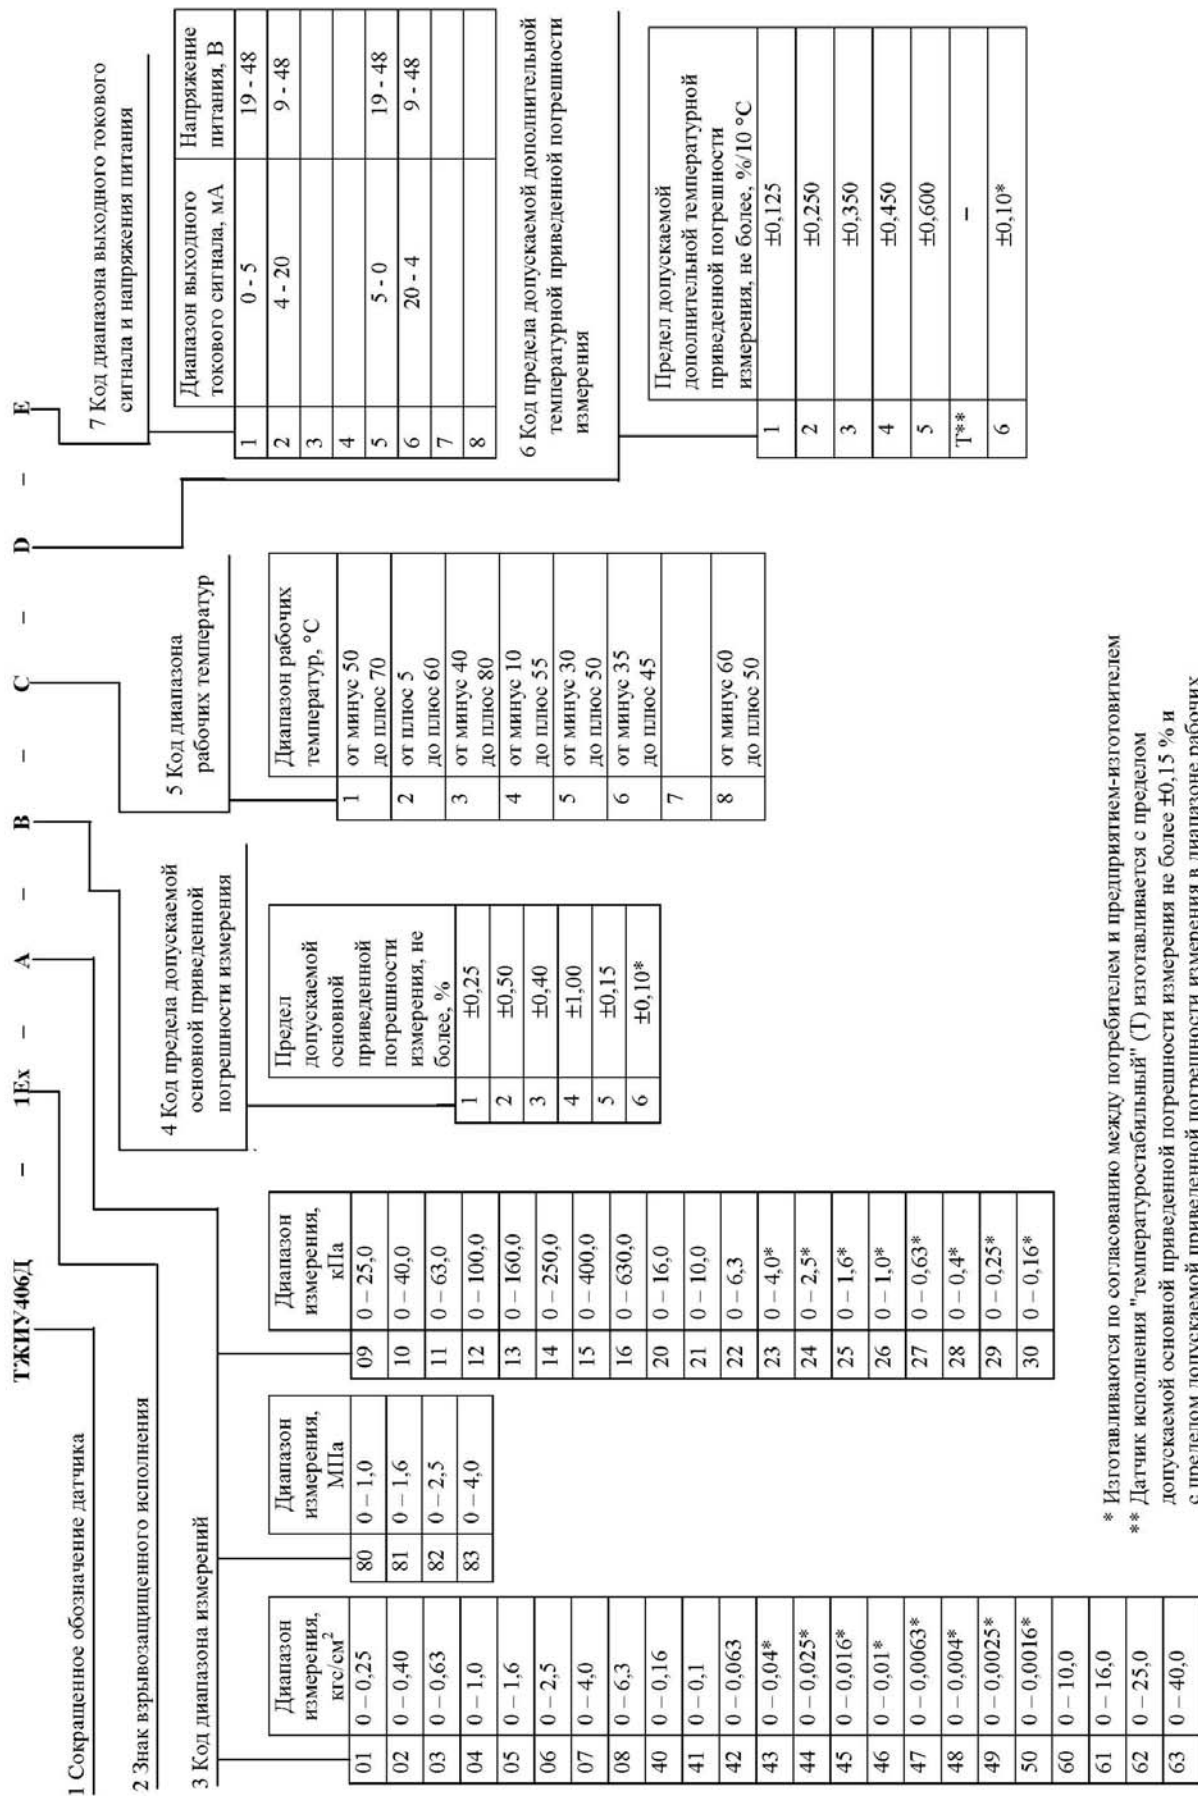 ТЖИУ406Д – 1Ex – A – B – C – D – E
1 Сокращенное обозначение датчика
2 Знак взрывозащищенного исполнения
3 Код диапазона измерений
Диапазон
измерения,
кгс/см²
01 0 – 0,25
02 0 – 0,40
03 0 – 0,63
04 0 – 1,0
05 0 – 1,6
06 0 – 2,5
07 0 – 4,0
08 0 – 6,3
40 0 – 0,16
41 0 – 0,1
42 0 – 0,063
43 0 – 0,04*
44 0 – 0,025*
45 0 – 0,016*
46 0 – 0,01*
47 0 – 0,0063*
48 0 – 0,004*
49 0 – 0,0025*
50 0 – 0,0016*
60 0 – 10,0
61 0 – 16,0
62 0 – 25,0
63 0 – 40,0
Диапазон
измерения,
МПа
80 0 – 1,0
81 0 – 1,6
82 0 – 2,5
83 0 – 4,0
Диапазон
измерения,
кПа
09 0 – 25,0
10 0 – 40,0
11 0 – 63,0
12 0 – 100,0
13 0 – 160,0
14 0 – 250,0
15 0 – 400,0
16 0 – 630,0
20 0 – 16,0
21 0 – 10,0
22 0 – 6,3
23 0 – 4,0*
24 0 – 2,5*
25 0 – 1,6*
26 0 – 1,0*
27 0 – 0,63*
28 0 – 0,4*
29 0 – 0,25*
30 0 – 0,16*
4 Код предела допускаемой
основной приведенной
погрешности измерения
Предел
допускаемой
основной
приведенной
погрешности
измерения, не
более, %
1 ±0,25
2 ±0,50
3 ±0,40
4 ±1,00
5 ±0,15
6 ±0,10*
5 Код диапазона
рабочих температур
Диапазон рабочих
температур, °С
1 от минус 50
до плюс 70
2 от плюс 5
до плюс 60
3 от минус 40
до плюс 80
4 от минус 10
до плюс 55
5 от минус 30
до плюс 50
6 от минус 35
до плюс 45
7
8 от минус 60
до плюс 50
7 Код диапазона выходного токового
сигнала и напряжения питания
Диапазон выходного
токового сигнала, мА
Напряжение
питания, В
1 0 - 5 19 - 48
2 4 - 20 9 - 48
3
4
5 5 - 0 19 - 48
6 20 - 4 9 - 48
7
8
6 Код предела допускаемой дополнительной
температурной приведенной погрешности
измерения
Предел допускаемой
дополнительной температурной
приведенной погрешности
измерения, не более, %/10 °С
1 ±0,125
2 ±0,250
3 ±0,350
4 ±0,450
5 ±0,600
Т** –
6 ±0,10*
* Изготавливаются по согласованию между потребителем и предприятием-изготовителем
** Датчик исполнения "температуростабильный" (Т) изготавливается с пределом
допускаемой основной приведенной погрешности измерения не более ±0,15 % и
с пределом допускаемой приведенной погрешности измерения в диапазоне рабочих